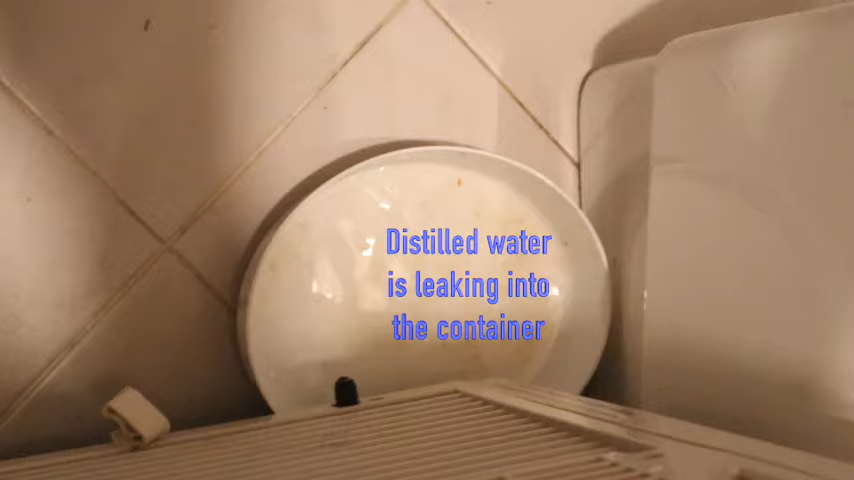 Distilled water
is leaking into
the container